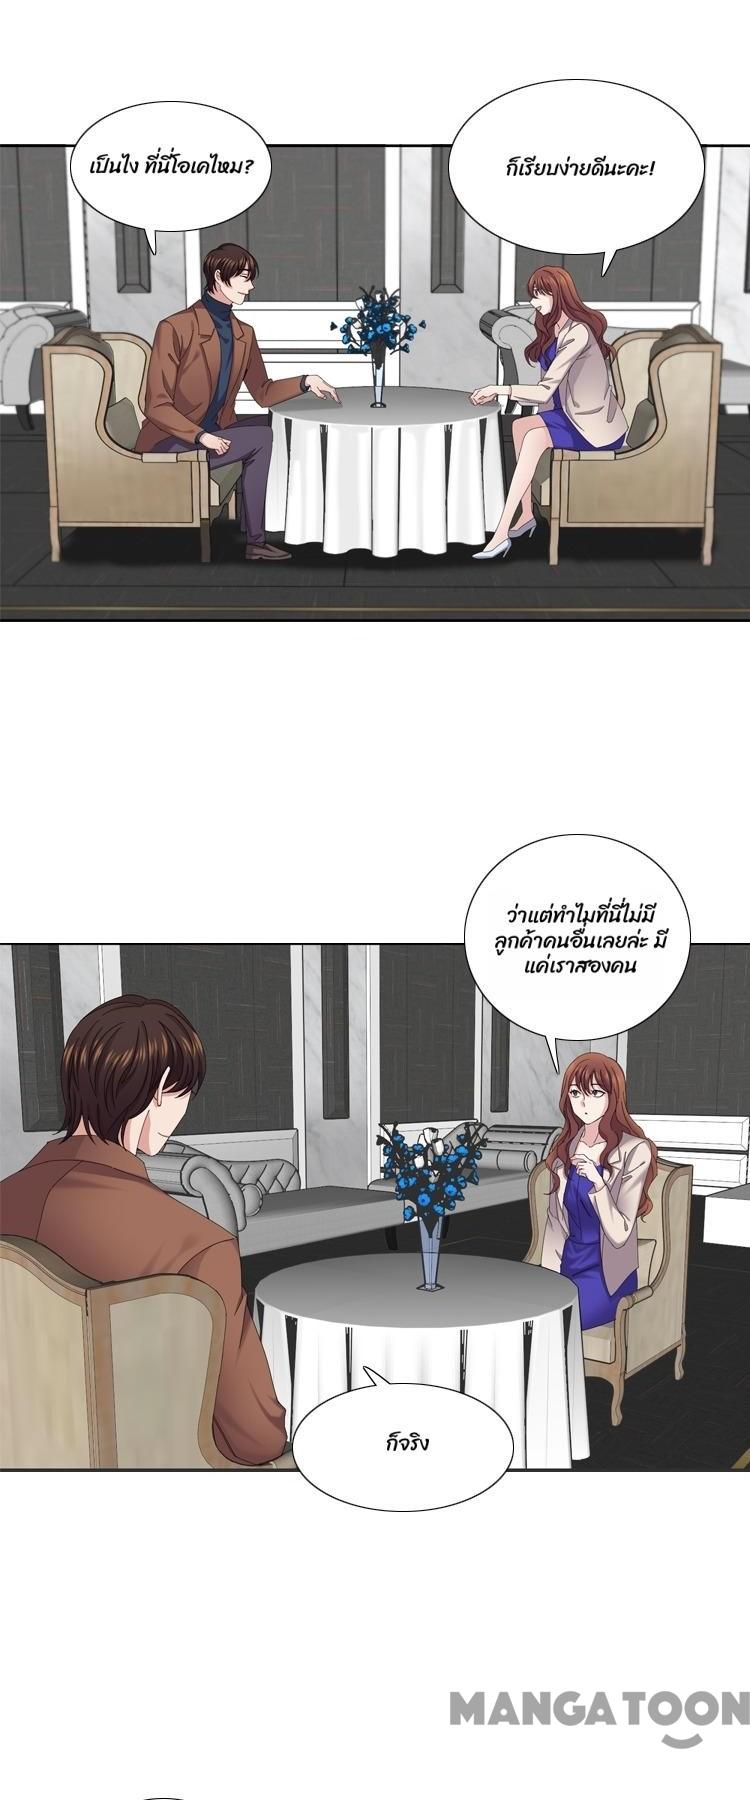 เป็นไง ที่นี่โอเคไหม?
ก็เรียบง่ายดีนะคะ!
ว่าแต่ทำไมที่นี่ไม่มี
ลูกค้าคนอื่นเลยล่ะ มี
แค่เราสองคน
ก็จริง
MANGATOON